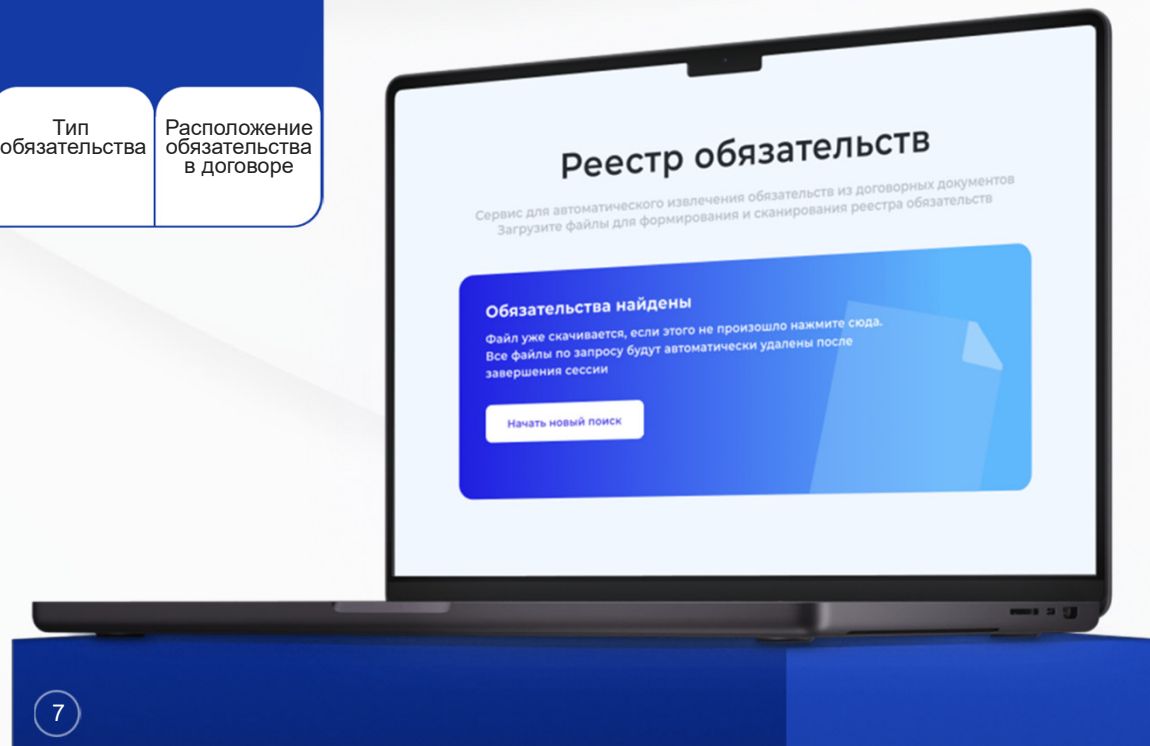 Тип
обязательства
Расположение
обязательства
в договоре
Реестр обязательств
Сервис для автоматического извлечения обязательств из договорных документов
Загрузите файлы для формирования и сканирования реестра обязательств
Обязательства найдены
Файл уже скачивается, если этого не произошло нажмите сюда.
Все файлы по запросу будут автоматически удалены после
завершения сессии
Начать новый поиск
7